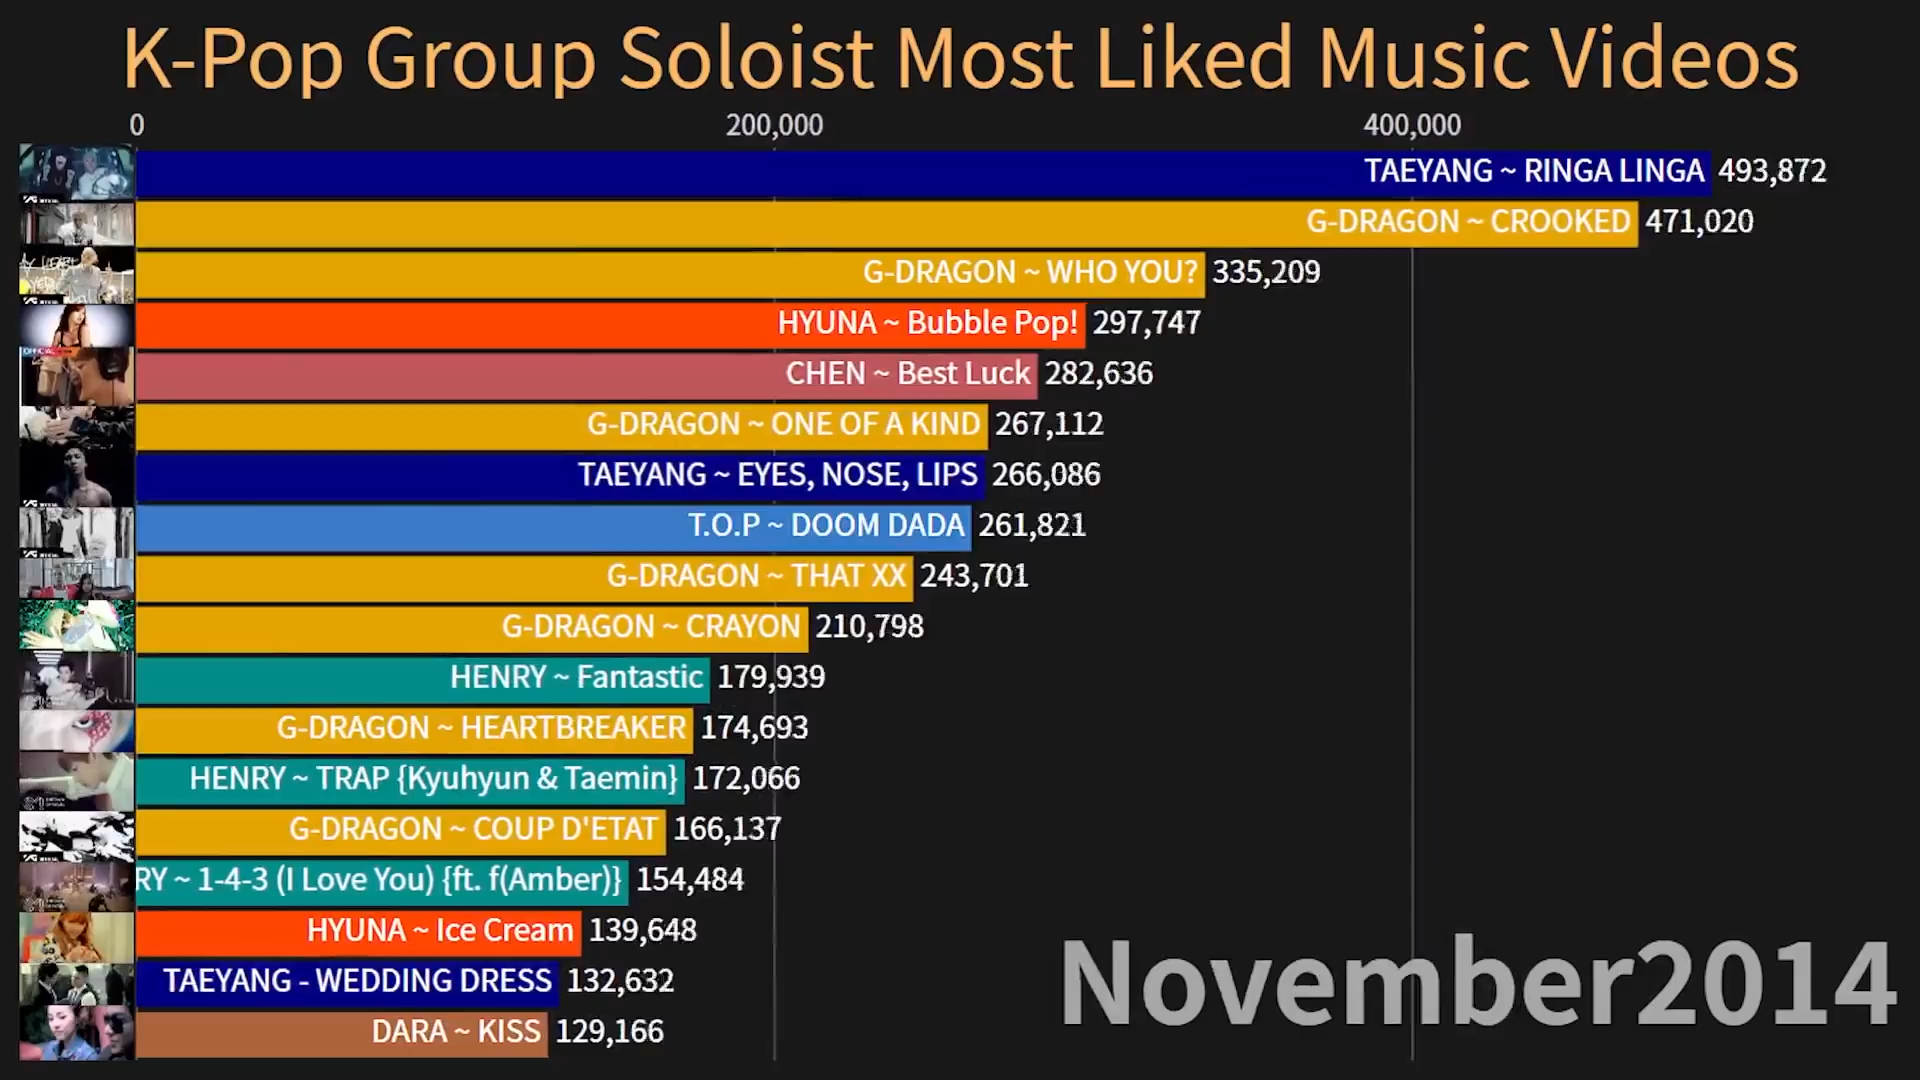 K-Pop Group Soloist Most Liked Music Videos
0 200,000 400,000
TAEYANG ~ RINGA LINGA 493,872
G-DRAGON ~ CROOKED 471,020
G-DRAGON ~ WHO YOU? 335,209
HYUNA ~ Bubble Pop! 297,747
CHEN ~ Best Luck 282,636
G-DRAGON ~ ONE OF A KIND 267,112
TAEYANG ~ EYES, NOSE, LIPS 266,086
T.O.P ~ DOOM DADA 261,821
G-DRAGON ~ THAT XX 243,701
G-DRAGON ~ CRAYON 210,798
HENRY ~ Fantastic 179,939
G-DRAGON ~ HEARTBREAKER 174,693
HENRY ~ TRAP {Kyuhyun & Taemin} 172,066
G-DRAGON ~ COUP D'ETAT 166,137
RY ~ 1-4-3 (I Love You) {ft. f(Amber)} 154,484
HYUNA ~ Ice Cream 139,648
TAEYANG - WEDDING DRESS 132,632
DARA ~ KISS 129,166
November2014